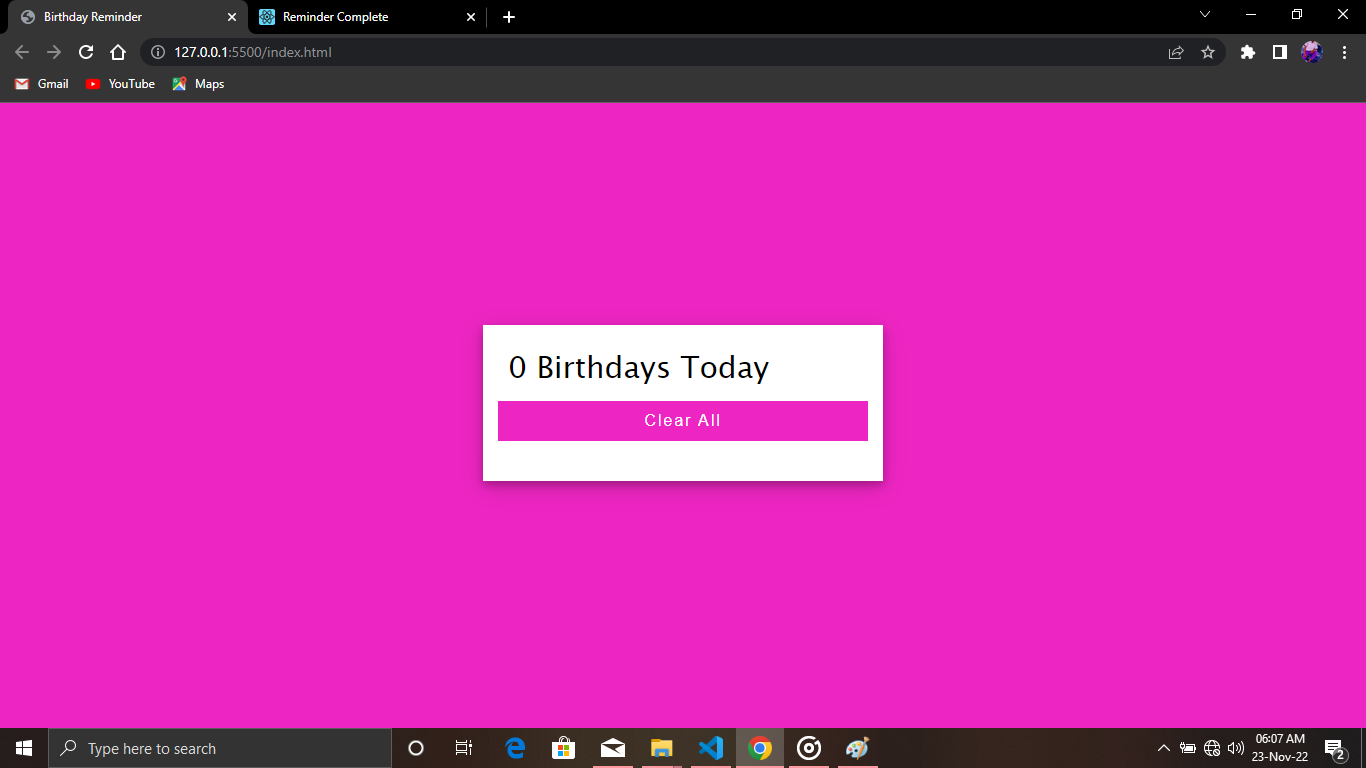 Birthday Reminder
Reminder Complete
127.0.0.1:5500/index.html
Gmail YouTube Maps
0 Birthdays Today
Clear All
Type here to search
06:07 AM
23-Nov-22
2